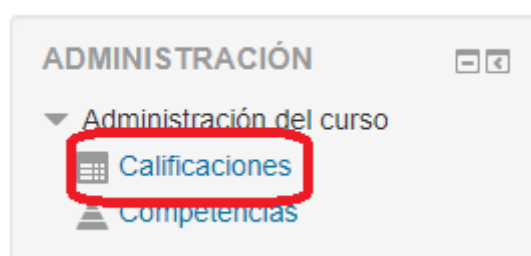 ADMINISTRACIÓN
Administración del curso
Calificaciones
Competencias